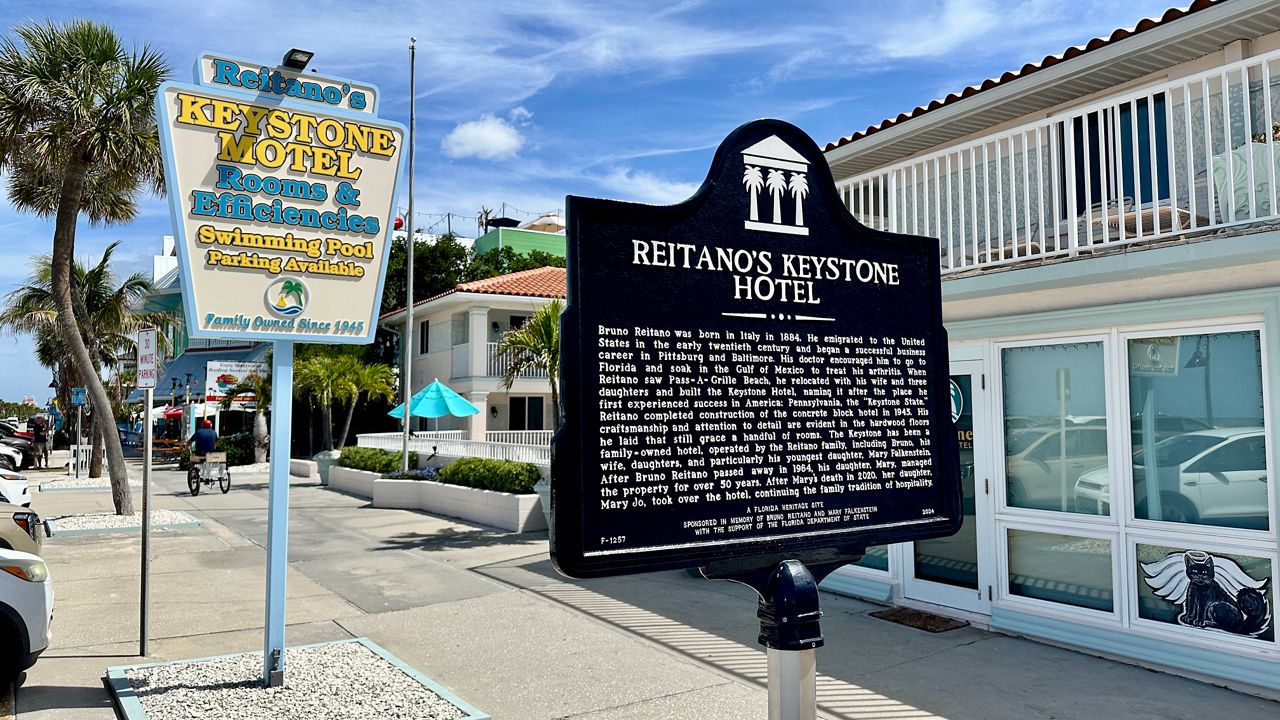 Reitano's
KEYSTONE
MOTEL
Rooms &
Efficiencies
Swimming Pool
Parking Available
Family Owned Since 1945
30
MINUTE
PARKING
REITANO'S KEYSTONE
HOTEL
Bruno Reitano was born in Italy in 1884. He emigrated to the United
States in the early twentieth century and began a successful business
career in Pittsburg and Baltimore. His doctor encouraged him to go to
Florida and soak in the Gulf of Mexico to treat his arthritis. When
Reitano saw Pass-A-Grille Beach, he relocated with his wife and three
daughters and built the Keystone Hotel, naming it after the place he
first experienced success in America: Pennsylvania, the "Keystone State."
Reitano completed construction of the concrete block hotel in 1945. His
craftsmanship and attention to detail are evident in the hardwood floors
he laid that still grace a handful of rooms. The Keystone has been a
family-owned hotel, operated by the Reitano family, including Bruno, his
wife, daughters, and particularly his youngest daughter, Mary Falkenstein.
After Bruno Reitano passed away in 1964, his daughter, Mary, managed
the property for over 50 years. After Mary's death in 2020, her daughter,
Mary Jo, took over the hotel, continuing the family tradition of hospitality.
A FLORIDA HERITAGE SITE
SPONSORED IN MEMORY OF BRUNO REITANO AND MARY FALKENSTEIN
WITH THE SUPPORT OF THE FLORIDA DEPARTMENT OF STATE
F-1257
2024